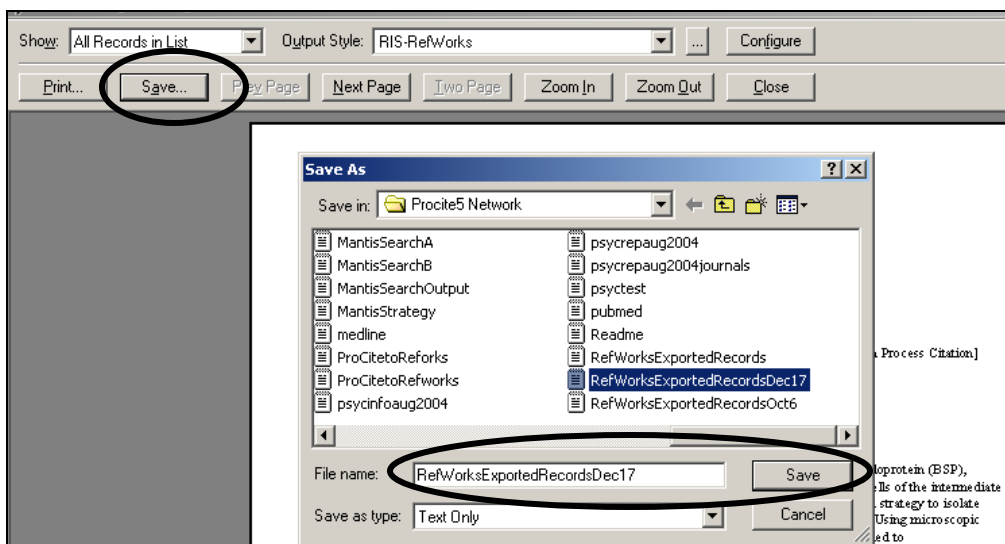 Show: All Records in List Output Style: RIS-RefWorks ... Configure
Print... Save... Prev Page Next Page Two Page Zoom In Zoom Out Close
Save As
Save in: Procite5 Network
MantisSearchA
MantisSearchB
MantisSearchOutput
MantisStrategy
medline
ProCitetoReforks
ProCitetoRefworks
psycinfoaug2004
psycrepaug2004
psycrepaug2004journals
psyctest
pubmed
Readme
RefWorksExportedRecords
RefWorksExportedRecordsDec17
RefWorksExportedRecordsOct6
File name: RefWorksExportedRecordsDec17 Save
Save as type: Text Only Cancel
Process Citation]
loprotein (BSP),
lls of the intermediate
strategy to isolate
Using microscopic
ed to